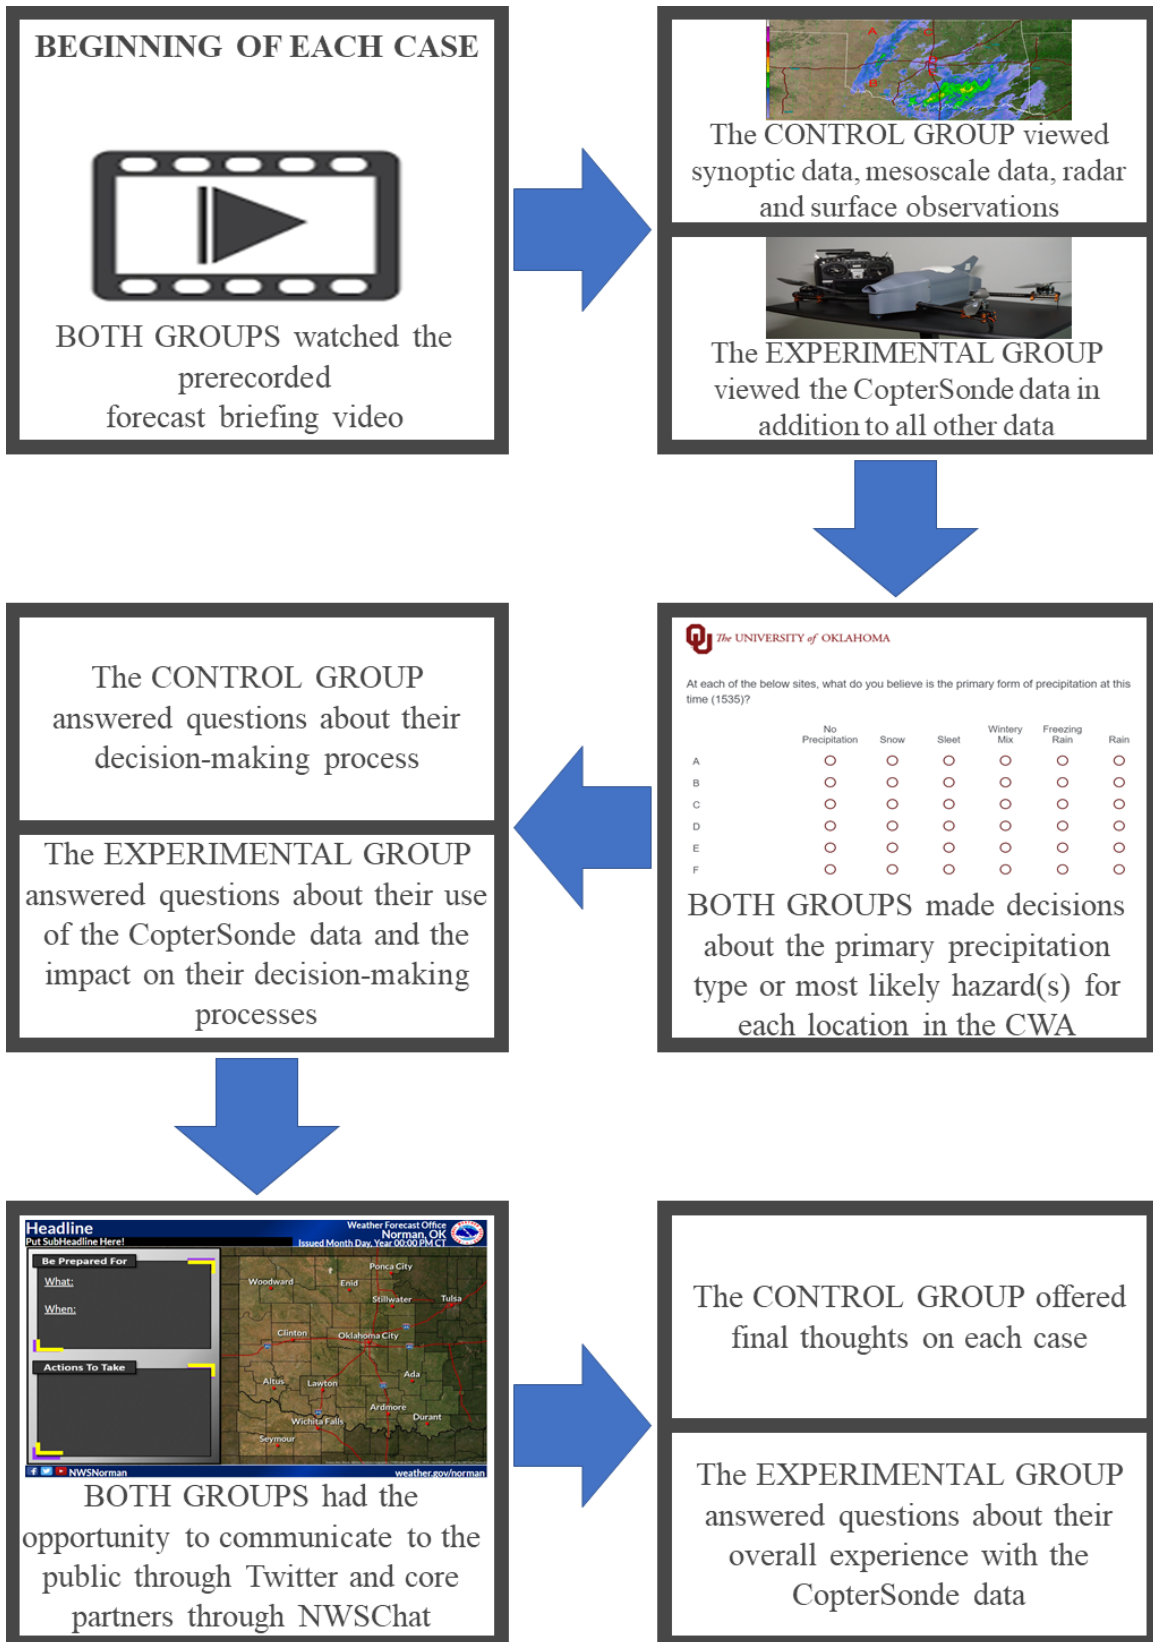 BEGINNING OF EACH CASE
BOTH GROUPS watched the
prerecorded
forecast briefing video
A
C
B
The CONTROL GROUP viewed
synoptic data, mesoscale data, radar
and surface observations
The EXPERIMENTAL GROUP
viewed the CopterSonde data in
addition to all other data
The UNIVERSITY of OKLAHOMA
At each of the below sites, what do you believe is the primary form of precipitation at this
time (1535)?
No Precipitation Snow Sleet Wintery Mix Freezing Rain Rain
A
B
C
D
E
F
BOTH GROUPS made decisions
about the primary precipitation
type or most likely hazard(s) for
each location in the CWA
The CONTROL GROUP
answered questions about their
decision-making process
The EXPERIMENTAL GROUP
answered questions about their use
of the CopterSonde data and the
impact on their decision-making
processes
Headline
Put SubHeadline Here!
Weather Forecast Office
Norman, OK
Issued Month Day, Year 00:00 PM CT
Be Prepared For
What:
When:
Actions To Take
Ponca City
Woodward
Enid
Stillwater
Tulsa
Clinton
Oklahoma City
Altus
Lawton
Ada
Ardmore
Wichita Falls
Durant
Seymour
NWSNorman
weather.gov/norman
BOTH GROUPS had the
opportunity to communicate to the
public through Twitter and core
partners through NWSChat
The CONTROL GROUP offered
final thoughts on each case
The EXPERIMENTAL GROUP
answered questions about their
overall experience with the
CopterSonde data